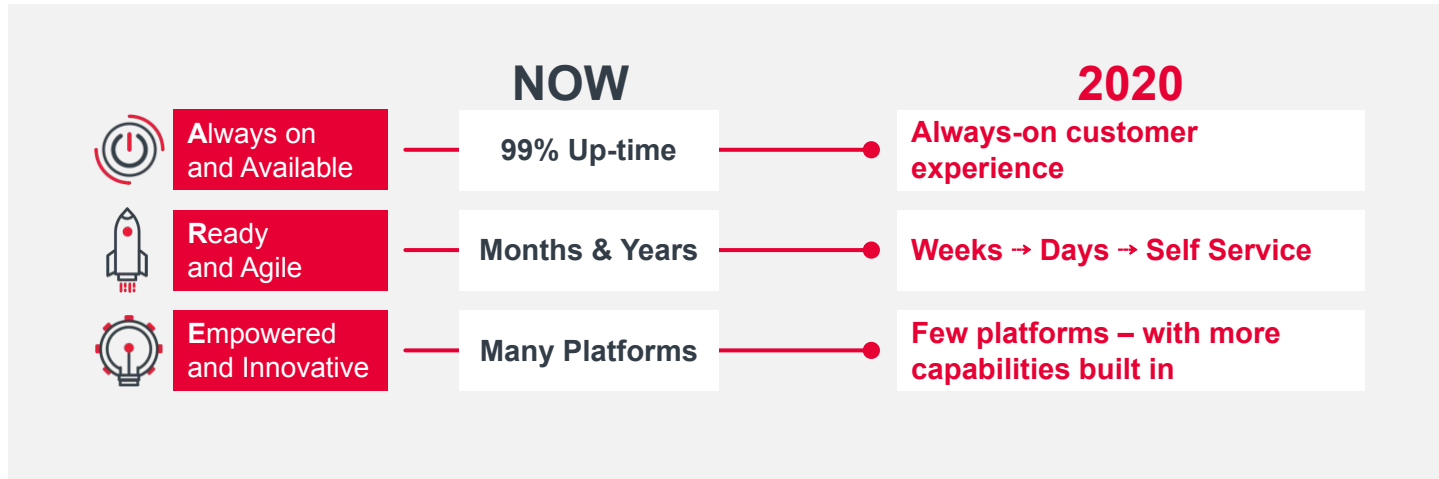 NOW
2020
Always on
and Available
99% Up-time
Always-on customer
experience
Ready
and Agile
Months & Years
Weeks ⇢ Days ⇢ Self Service
Empowered
and Innovative
Many Platforms
Few platforms – with more
capabilities built in